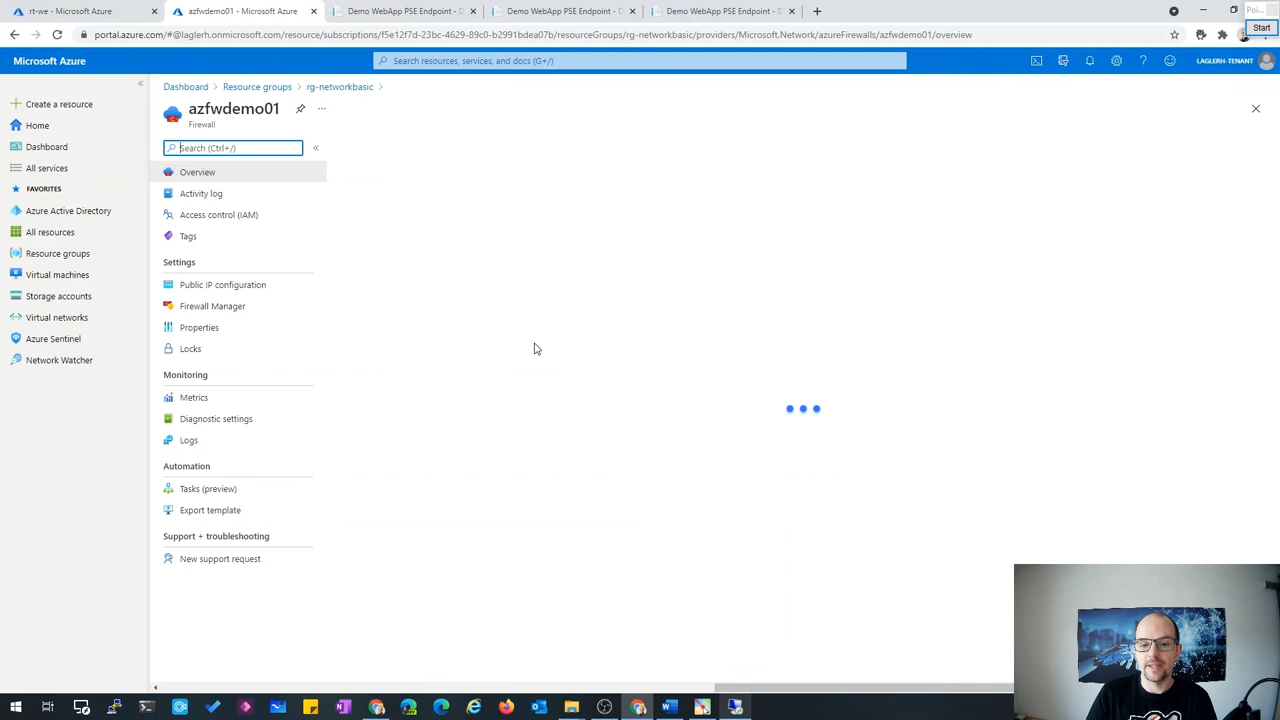 rt-we - Microsoft Azure
azfwdemo01 - Microsoft Azure
Demo WebApp PSE Endpoint - D
Demo WebApp PSE Endpoint - D
Demo WebApp PSE Endpoint - D
Poi...
Start
portal.azure.com/#@laglerh.onmicrosoft.com/resource/subscriptions/f5e12f7d-23bc-4629-89c0-b2991bdea07b/resourceGroups/rg-networkbasic/providers/Microsoft.Network/azureFirewalls/azfwdemo01/overview
Microsoft Azure
Search resources, services, and docs (G+/)
LAGLERH-TENANT
Create a resource
Home
Dashboard
All services
FAVORITES
Azure Active Directory
All resources
Resource groups
Virtual machines
Storage accounts
Virtual networks
Azure Sentinel
Network Watcher
Dashboard > Resource groups > rg-networkbasic >
azfwdemo01
Firewall
Search (Ctrl+/)
Overview
Activity log
Access control (IAM)
Tags
Settings
Public IP configuration
Firewall Manager
Properties
Locks
Monitoring
Metrics
Diagnostic settings
Logs
Automation
Tasks (preview)
Export template
Support + troubleshooting
New support request